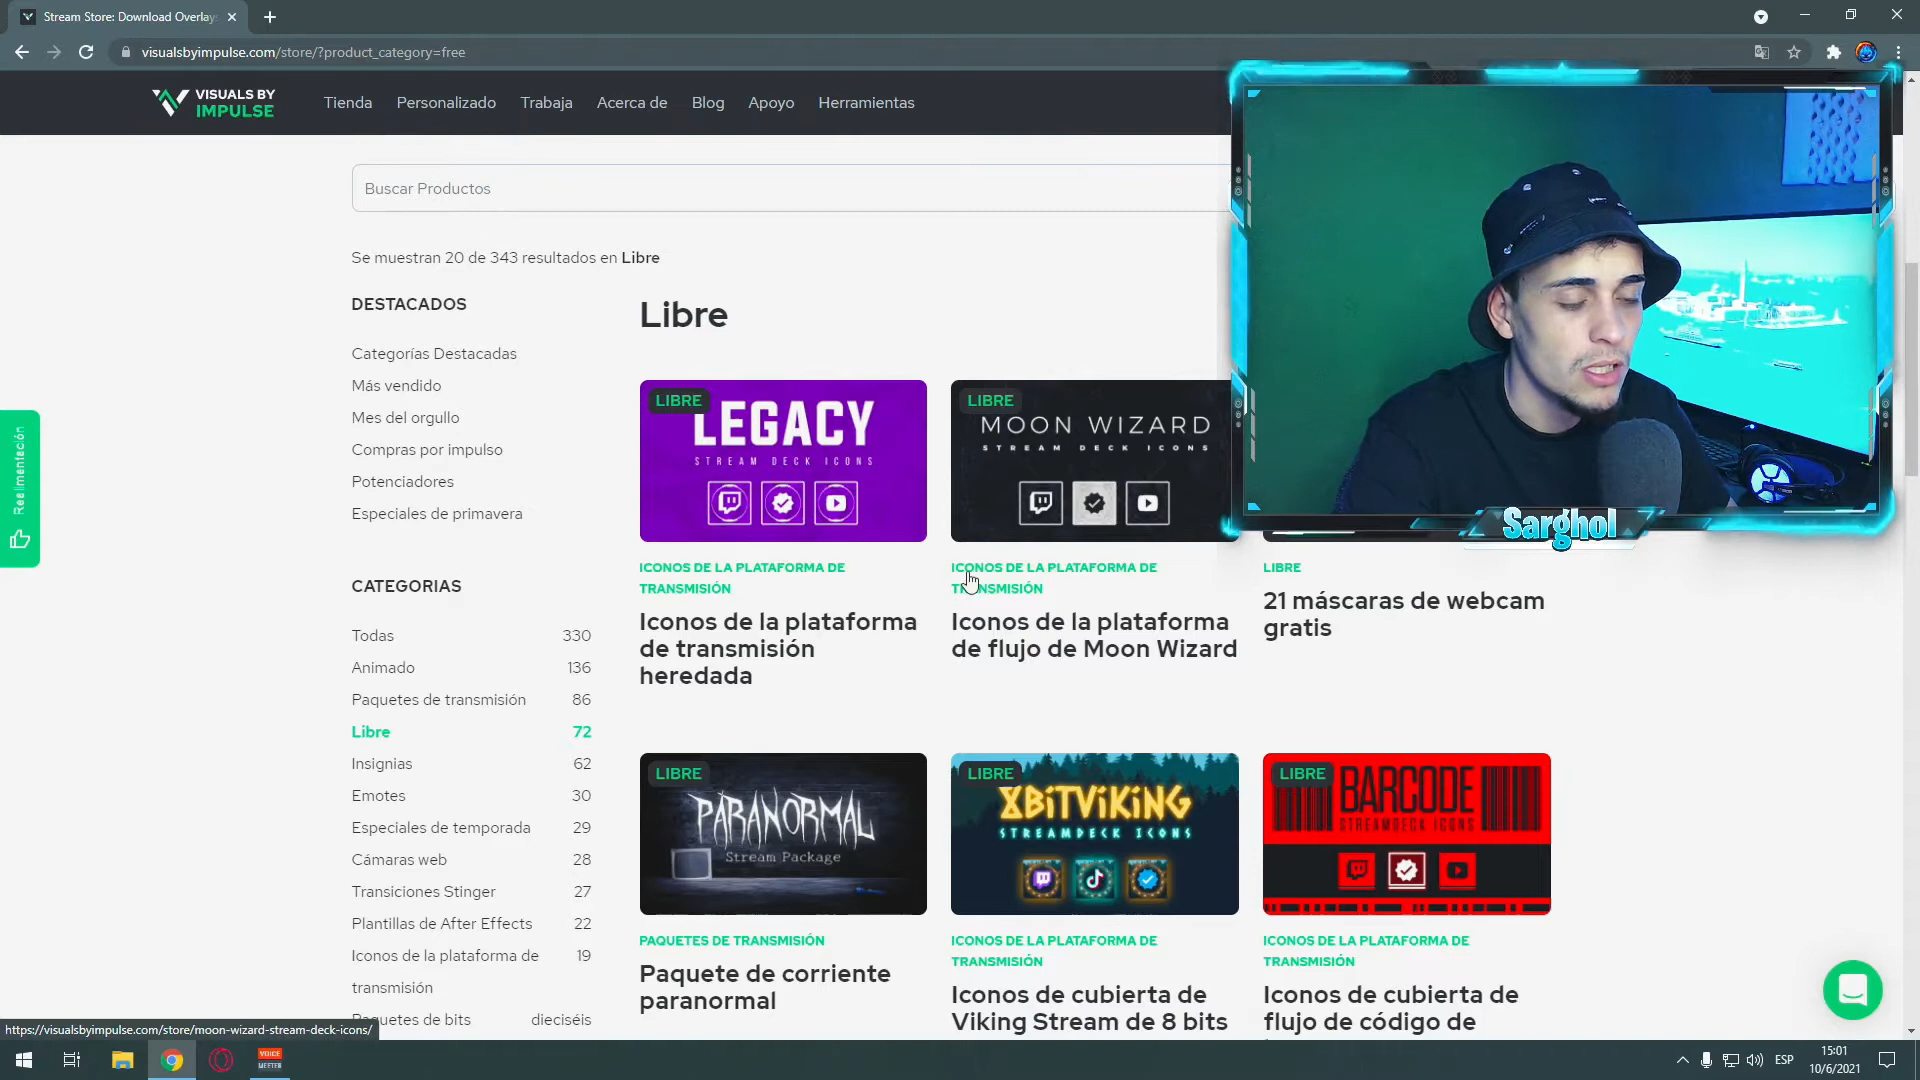 Stream Store: Download Overlay
visualsbyimpulse.com/store/?product_category=free
VISUALS BY
IMPULSE
Tienda
Personalizado
Trabaja
Acerca de
Blog
Apoyo
Herramientas
Buscar Productos
Se muestran 20 de 343 resultados en Libre
DESTACADOS
Categorías Destacadas
Más vendido
Mes del orgullo
Compras por impulso
Potenciadores
Especiales de primavera
Realimentación
CATEGORIAS
Todas 330
Animado 136
Paquetes de transmisión 86
Libre 72
Insignias 62
Emotes 30
Especiales de temporada 29
Cámaras web 28
Transiciones Stinger 27
Plantillas de After Effects 22
Iconos de la plataforma de 19
transmisión
Paquetes de bits dieciséis
Libre
LIBRE
LEGACY
STREAM DECK ICONS
ICONOS DE LA PLATAFORMA DE
TRANSMISIÓN
Iconos de la plataforma
de transmisión
heredada
LIBRE
MOON WIZARD
STREAM DECK ICONS
ICONOS DE LA PLATAFORMA DE
TRANSMISIÓN
Iconos de la plataforma
de flujo de Moon Wizard
Sarghol
LIBRE
21 máscaras de webcam
gratis
LIBRE
PARANORMAL
Stream Package
PAQUETES DE TRANSMISIÓN
Paquete de corriente
paranormal
LIBRE
8BITVIKING
STREAMDECK ICONS
ICONOS DE LA PLATAFORMA DE
TRANSMISIÓN
Iconos de cubierta de
Viking Stream de 8 bits
LIBRE
BARCODE
STREAMDECK ICONS
ICONOS DE LA PLATAFORMA DE
TRANSMISIÓN
Iconos de cubierta de
flujo de código de
https://visualsbyimpulse.com/store/moon-wizard-stream-deck-icons/
VOICE
MEETER
ESP
15:01
10/6/2021